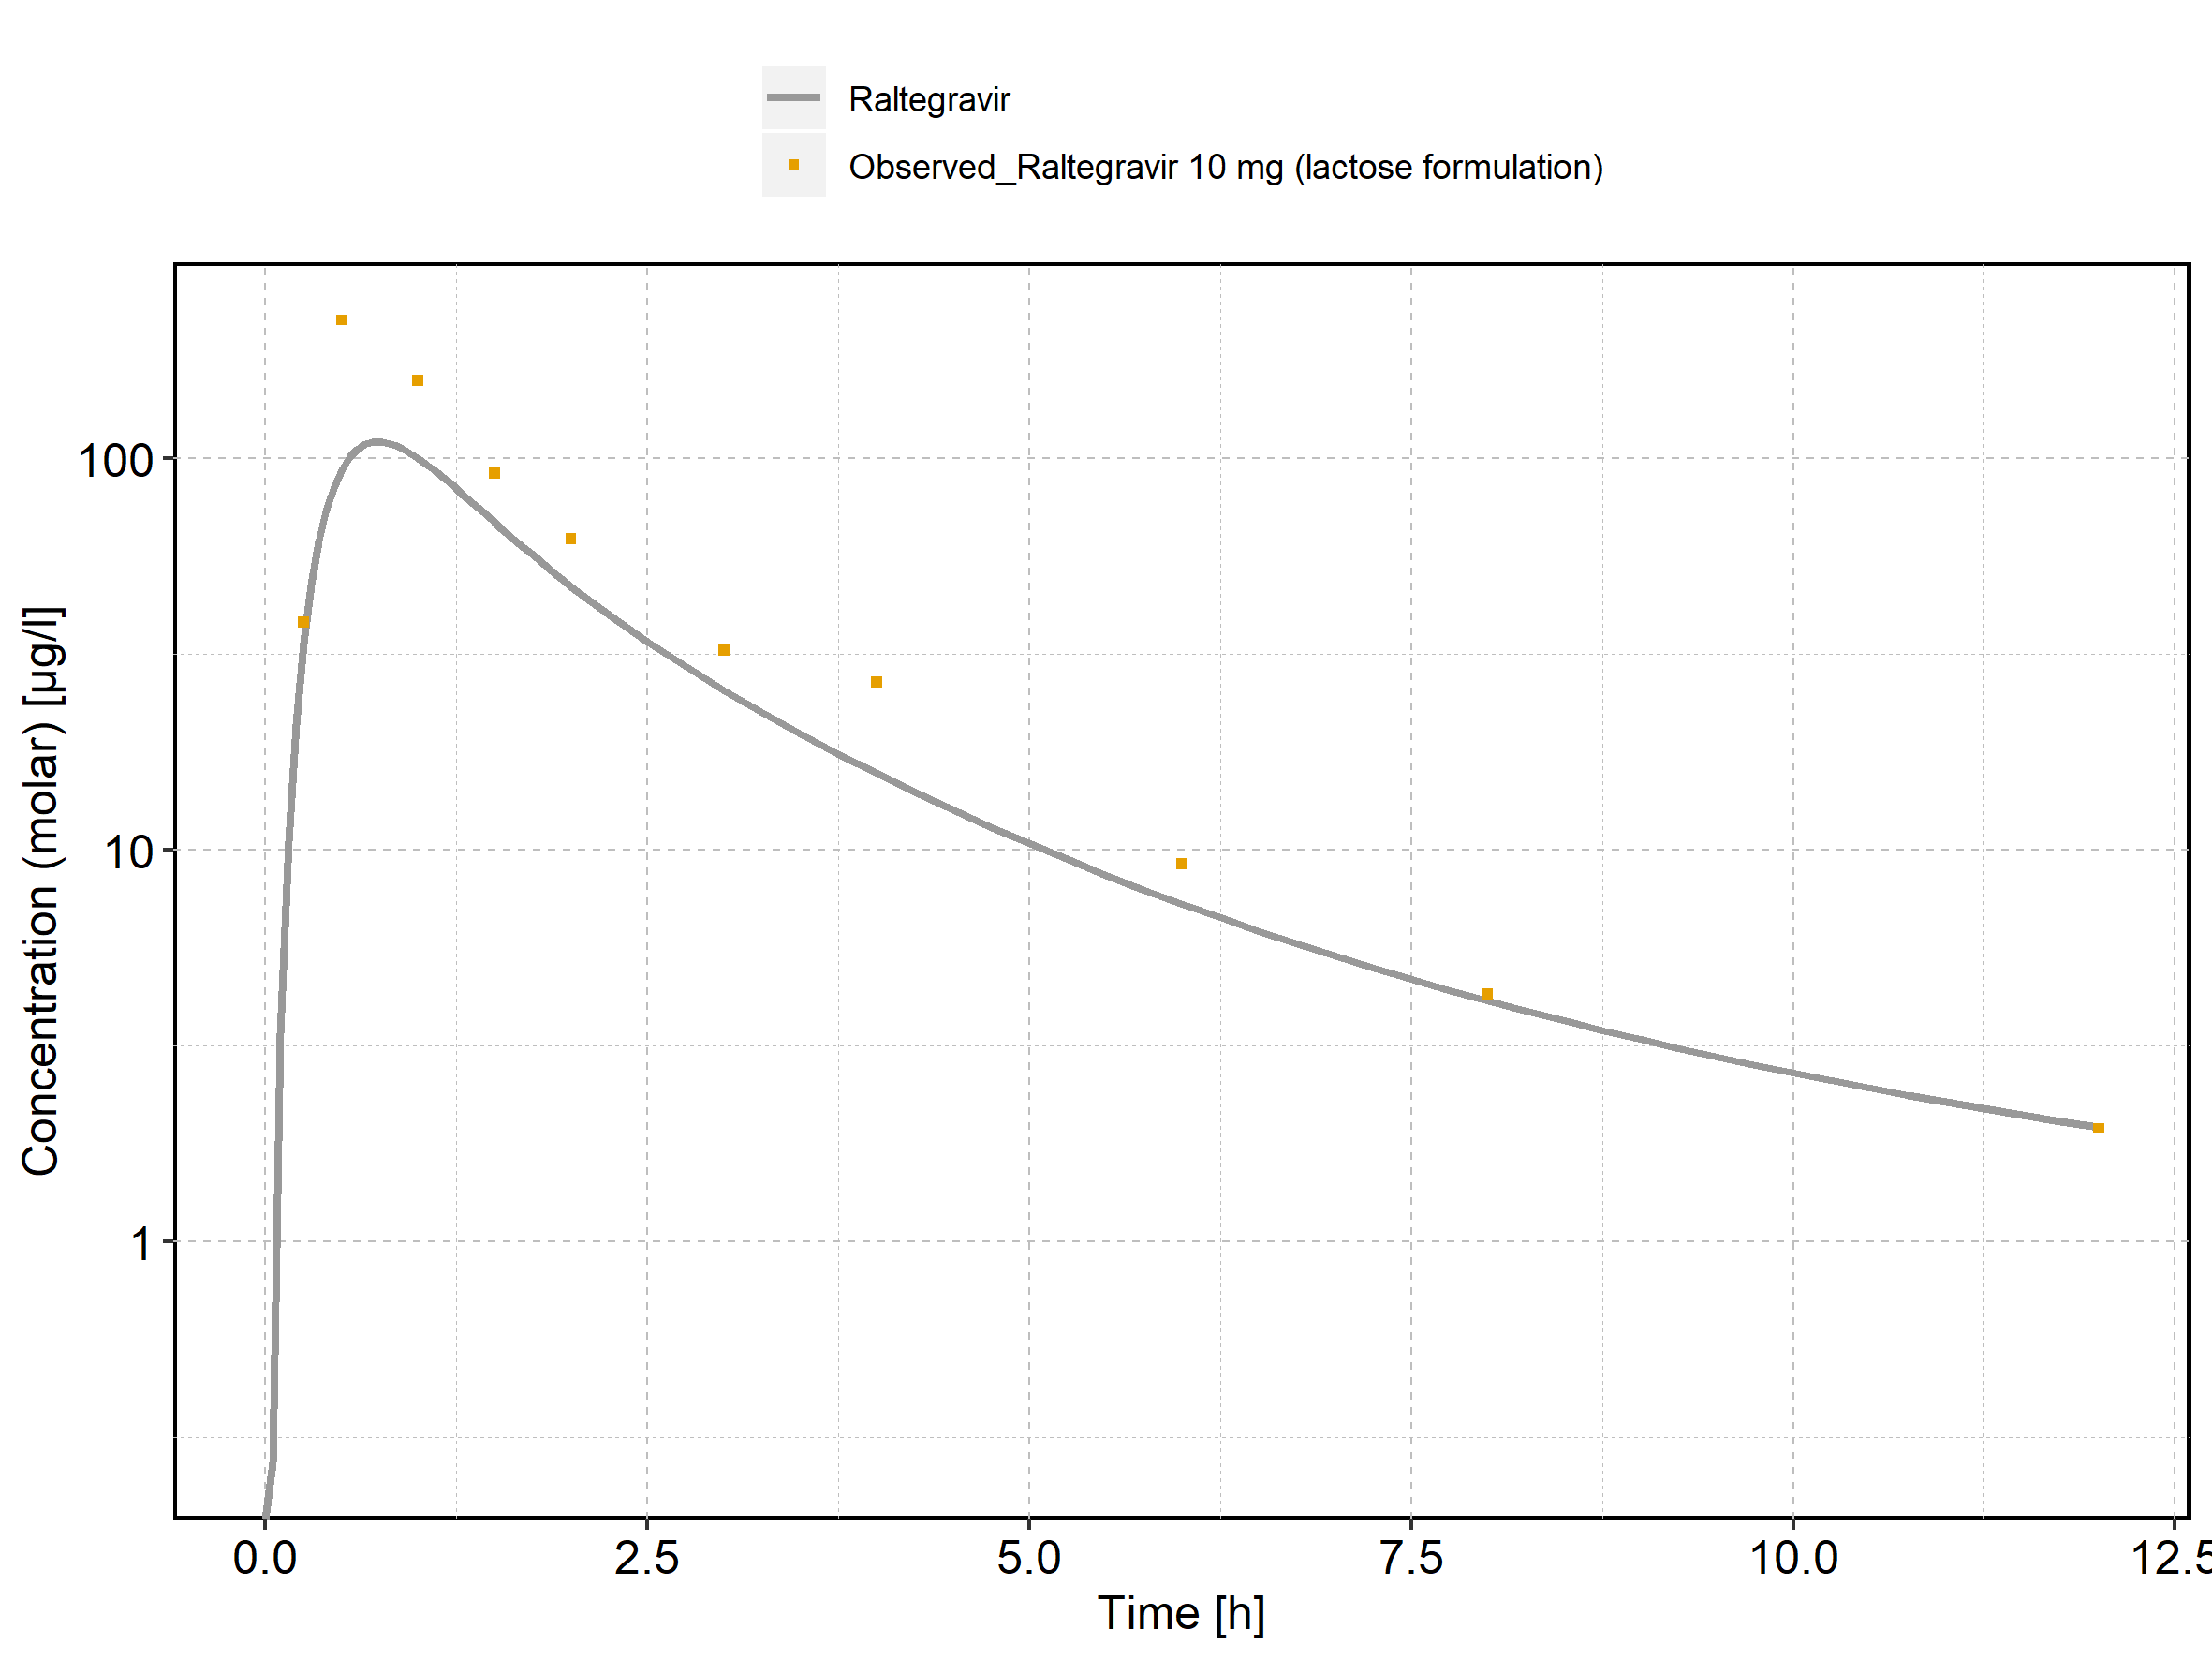 Raltegravir
Observed_Raltegravir 10 mg (lactose formulation)
Concentration (molar) [µg/l]
100
10
1
0.0 2.5 5.0 7.5 10.0 12.5
Time [h]